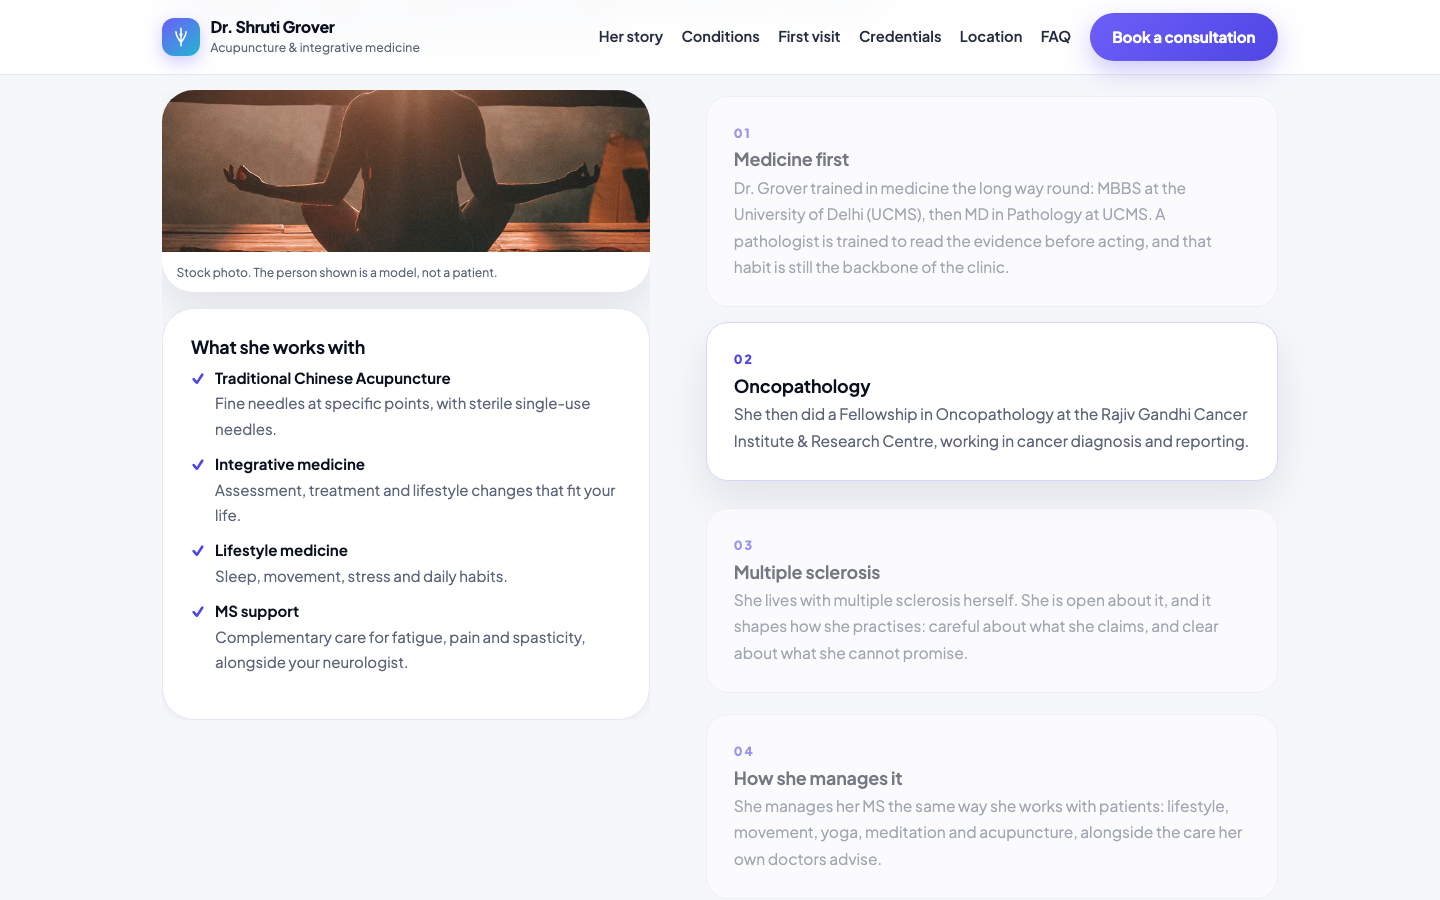 Dr. Shruti Grover
Acupuncture & integrative medicine
Her story
Conditions
First visit
Credentials
Location
FAQ
Book a consultation
Stock photo. The person shown is a model, not a patient.
What she works with
Traditional Chinese Acupuncture
Fine needles at specific points, with sterile single-use
needles.
Integrative medicine
Assessment, treatment and lifestyle changes that fit your
life.
Lifestyle medicine
Sleep, movement, stress and daily habits.
MS support
Complementary care for fatigue, pain and spasticity,
alongside your neurologist.
01
Medicine first
Dr. Grover trained in medicine the long way round: MBBS at the
University of Delhi (UCMS), then MD in Pathology at UCMS. A
pathologist is trained to read the evidence before acting, and that
habit is still the backbone of the clinic.
02
Oncopathology
She then did a Fellowship in Oncopathology at the Rajiv Gandhi Cancer
Institute & Research Centre, working in cancer diagnosis and reporting.
03
Multiple sclerosis
She lives with multiple sclerosis herself. She is open about it, and it
shapes how she practises: careful about what she claims, and clear
about what she cannot promise.
04
How she manages it
She manages her MS the same way she works with patients: lifestyle,
movement, yoga, meditation and acupuncture, alongside the care her
own doctors advise.